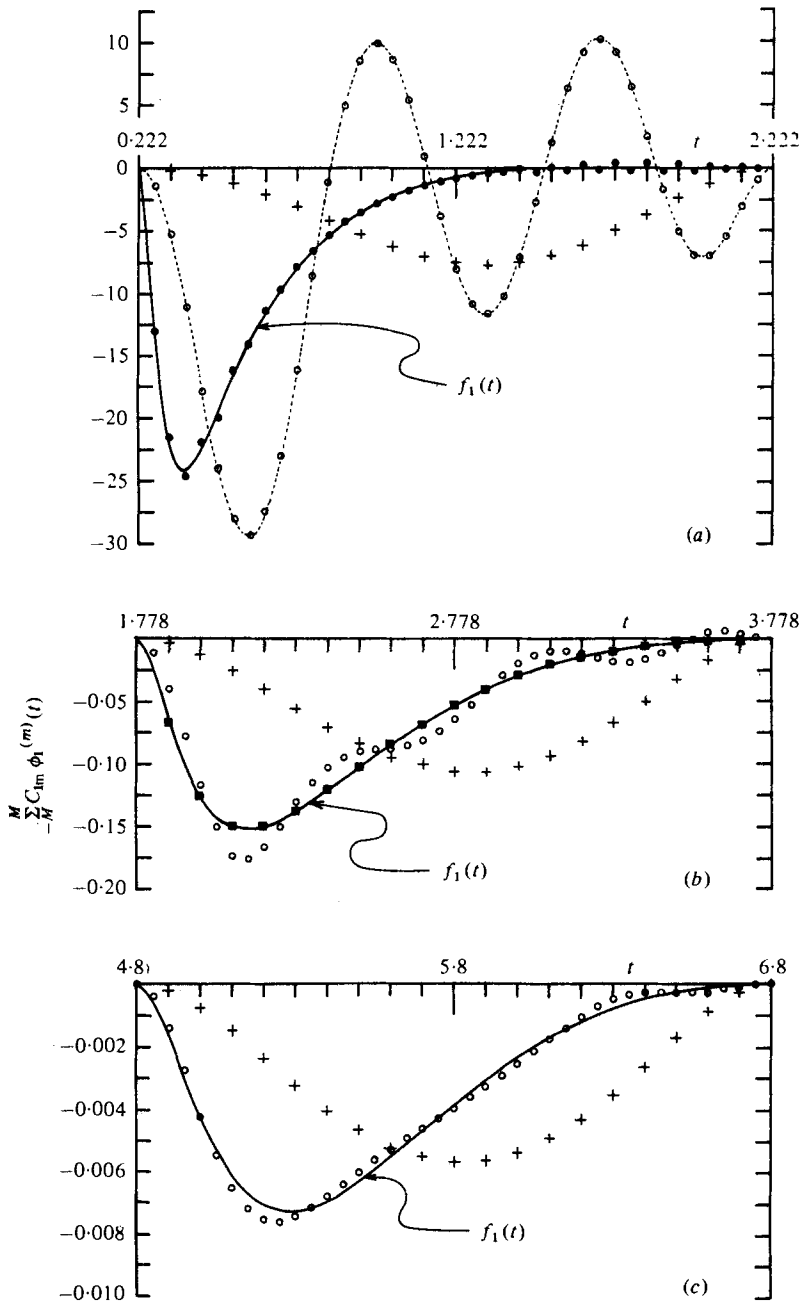 10
5
0·222 1·222 t 2·222
0
−5
−10
−15
f₁(t)
−20
−25
−30 (a)
1·778 2·778 t 3·778
−0·05
−0·10
−0·15
f₁(t)
−0·20 (b)
M
Σ C₁ₘ ϕ₁⁽ᵐ⁾(t)
−M
4·8 5·8 t 6·8
−0·002
−0·004
−0·006
f₁(t)
−0·008
−0·010 (c)